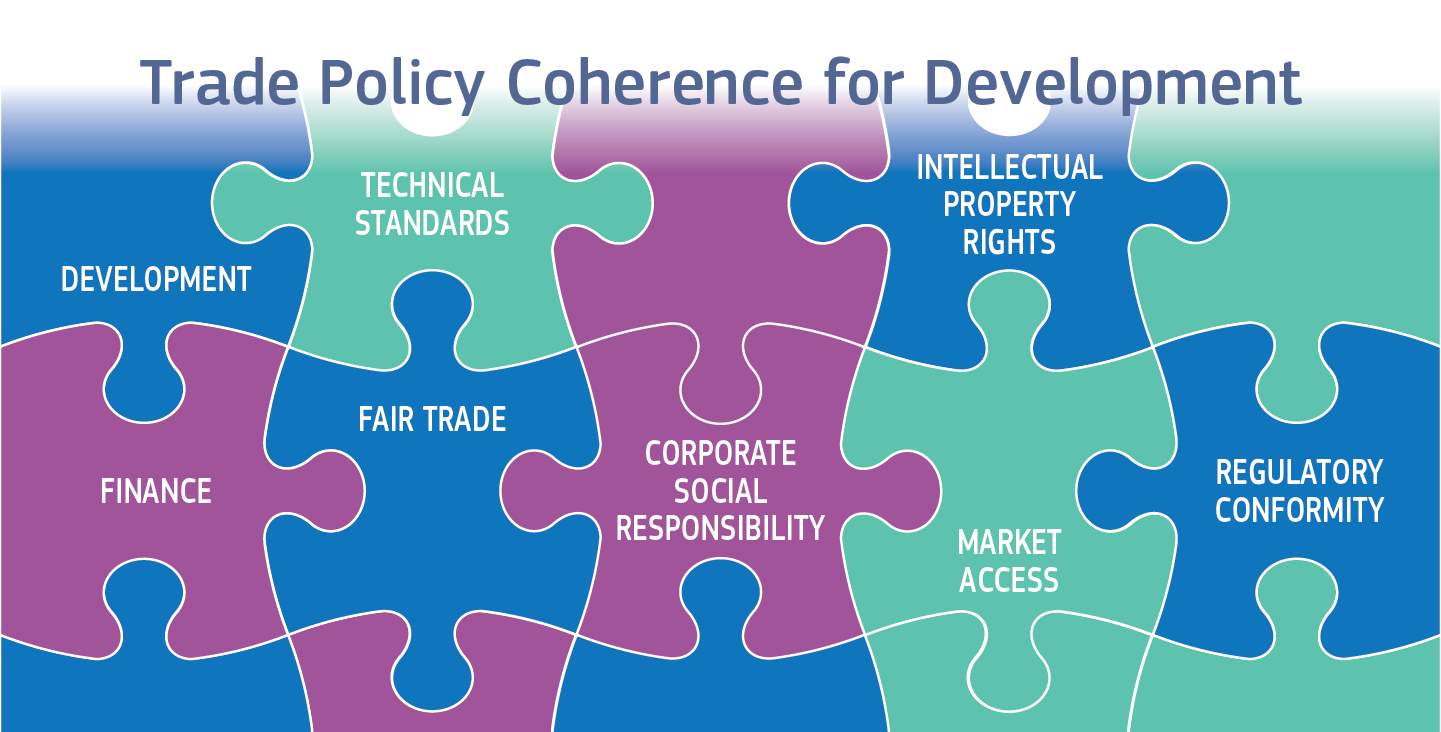 Trade Policy Coherence for Development
TECHNICAL
STANDARDS
INTELLECTUAL
PROPERTY
RIGHTS
DEVELOPMENT
FAIR TRADE
FINANCE
CORPORATE
SOCIAL
RESPONSIBILITY
REGULATORY
CONFORMITY
MARKET
ACCESS